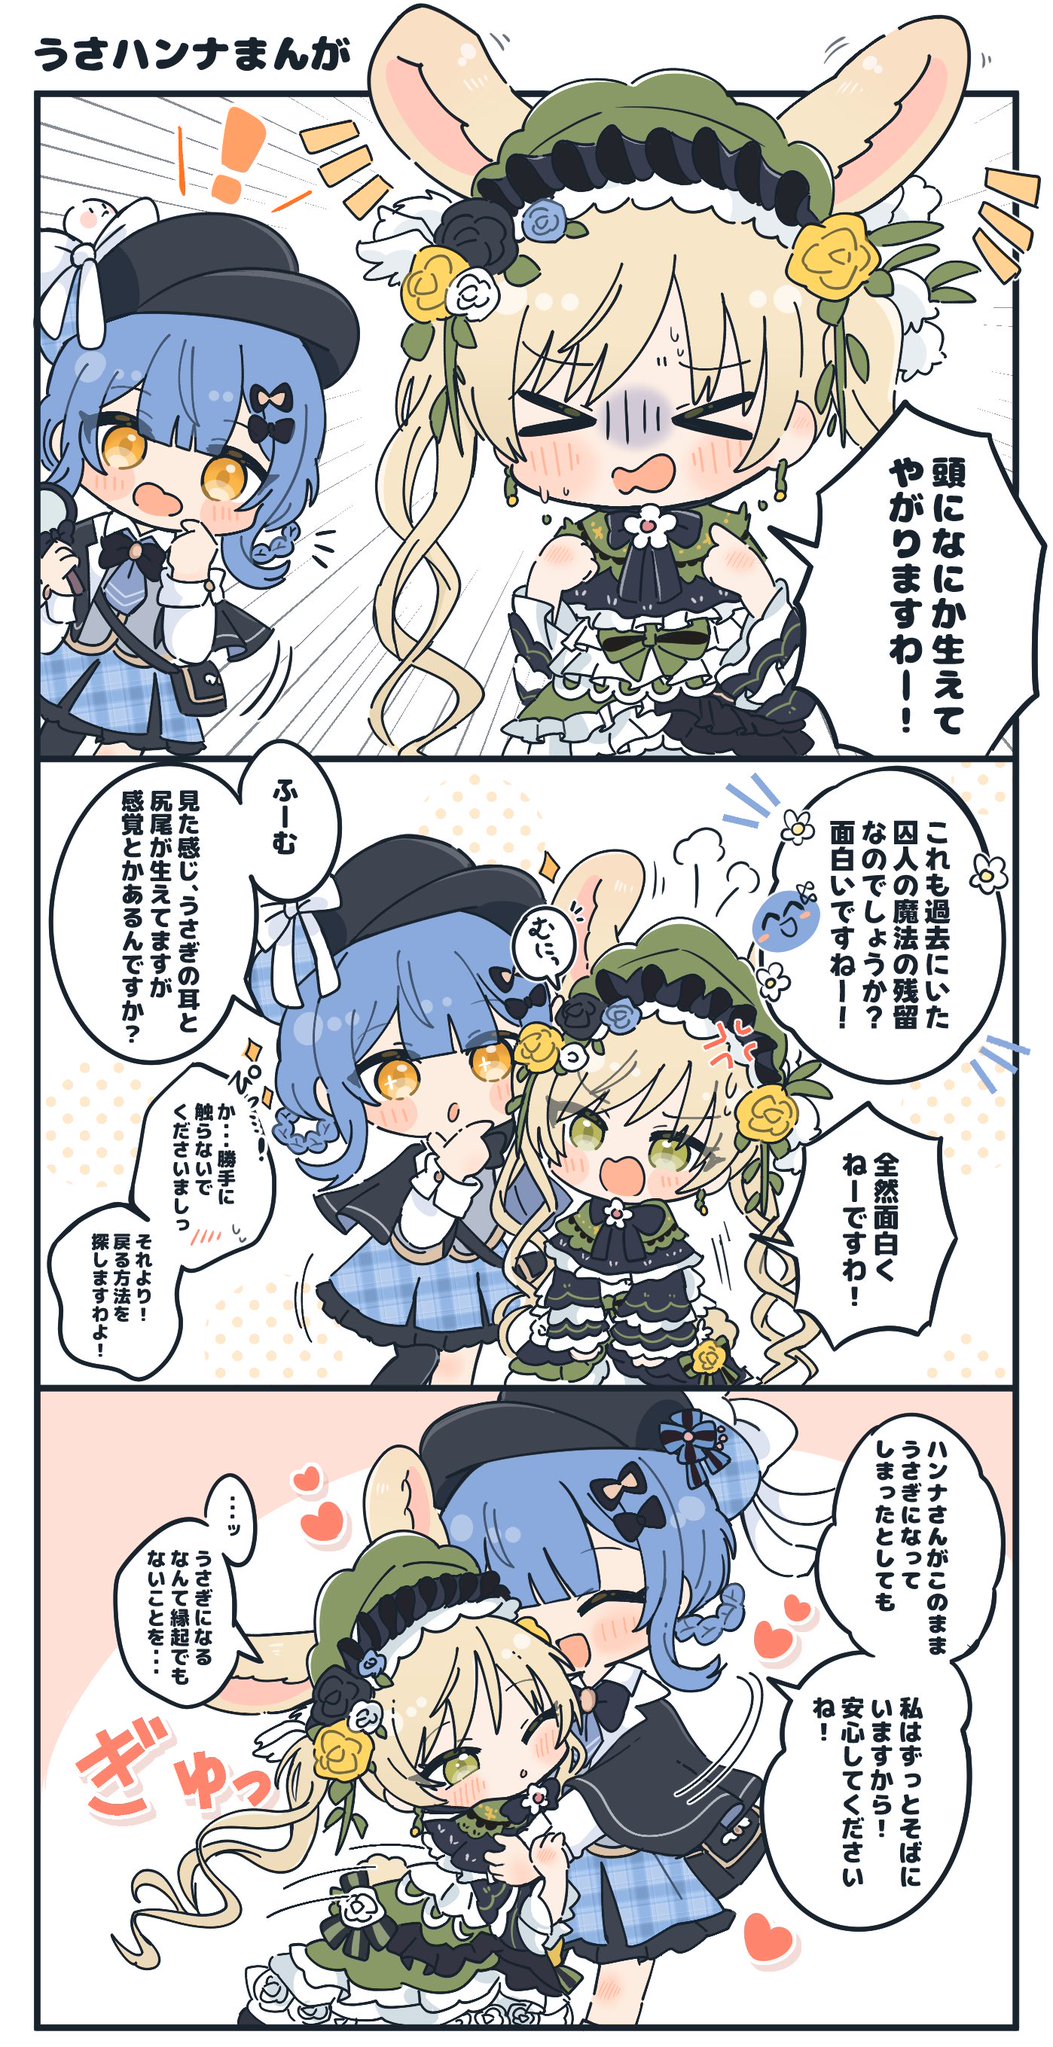 うさハンナまんが
頭になにか生えて
やがりますわー！
これも過去にいた
囚人の魔法の残留
なのでしょうか？
面白いですねー！
ふーむ
見た感じ、うさぎの耳と
尻尾が生えてますが
感覚とかあるんですか？
むにっ
全然面白く
ねーですわ！
ぴっ…！
か…勝手に
触らないで
くださいましっ
それより！
戻る方法を
探しますわよ！
ハンナさんがこのまま
うさぎになって
しまったとしても
私はずっとそばに
いますから！
安心してください
ね！
…ッ
うさぎになる
なんて縁起でも
ないことを…
ぎゅっ